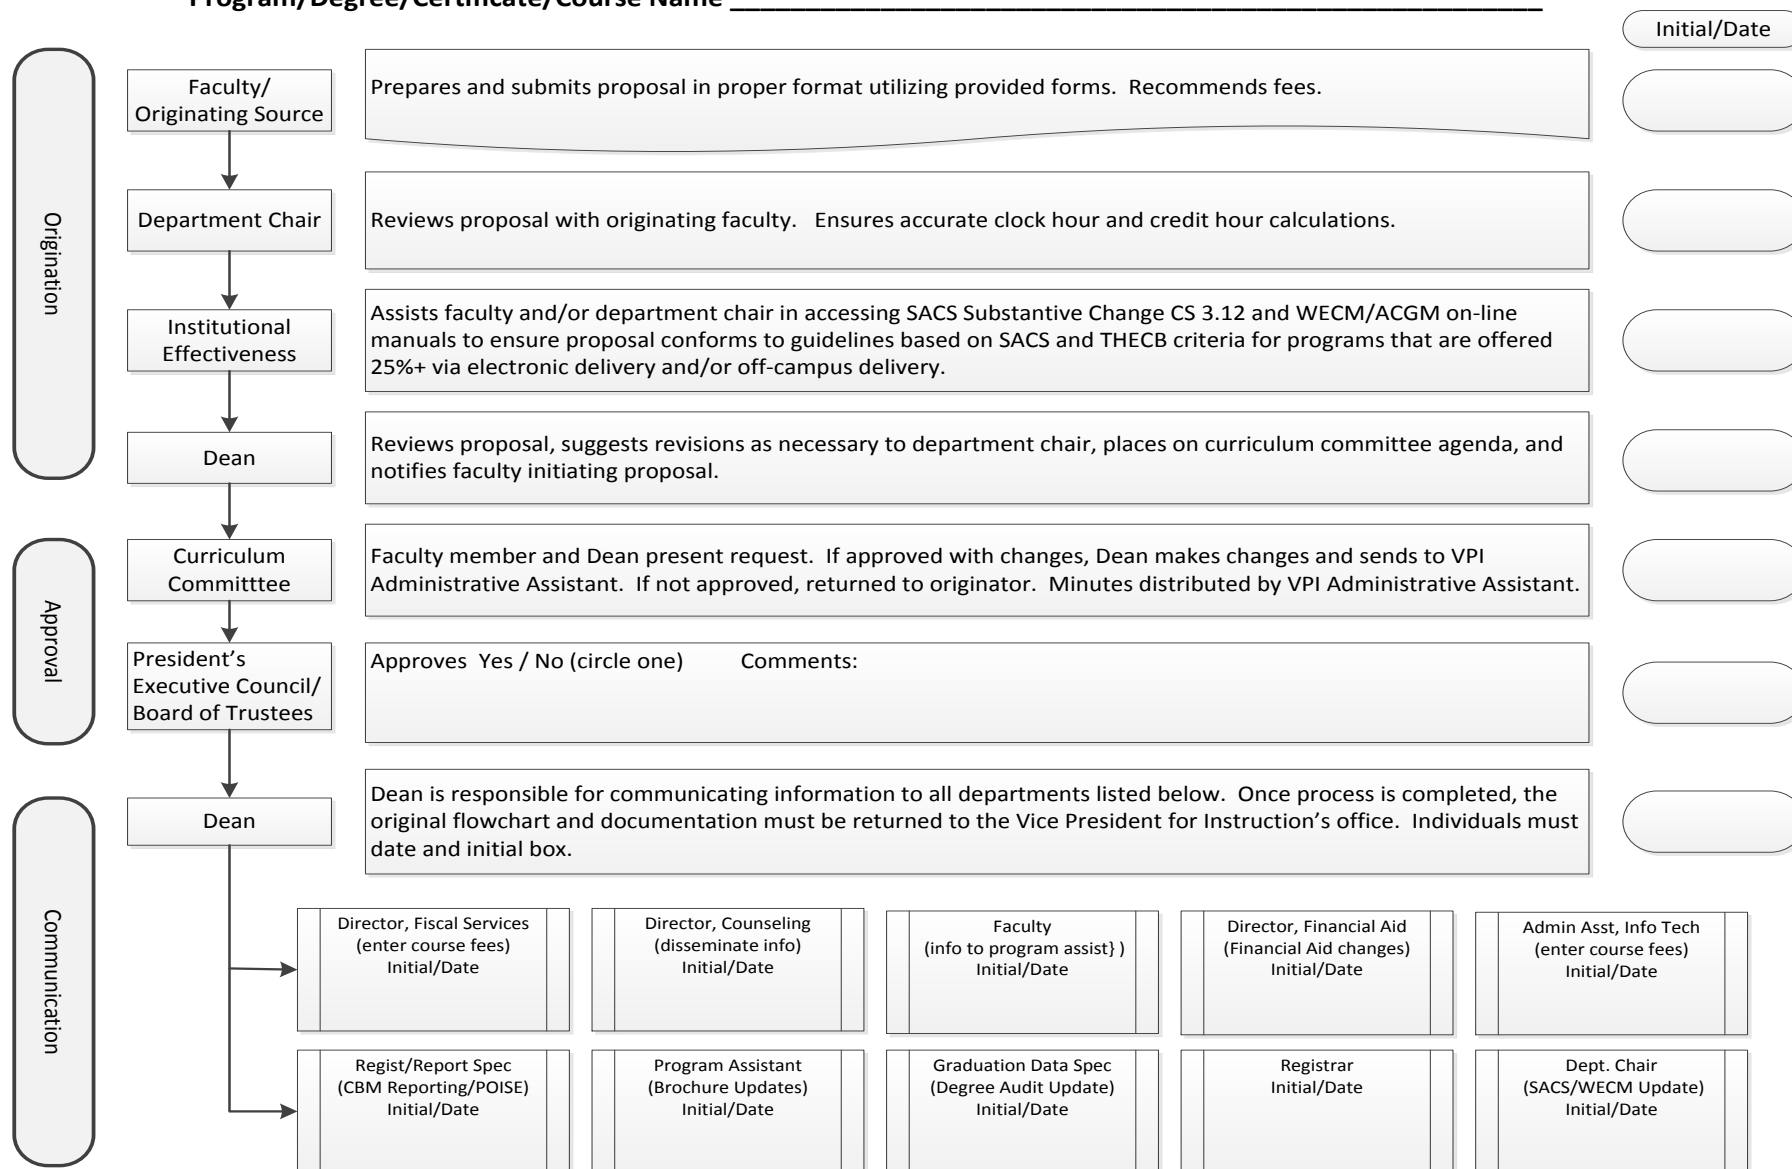 Program/Degree/Certificate/Course Name
Initial/Date
Origination
Faculty/
Originating Source
Prepares and submits proposal in proper format utilizing provided forms.  Recommends fees.
Department Chair
Reviews proposal with originating faculty.   Ensures accurate clock hour and credit hour calculations.
Institutional
Effectiveness
Assists faculty and/or department chair in accessing SACS Substantive Change CS 3.12 and WECM/ACGM on-line
manuals to ensure proposal conforms to guidelines based on SACS and THECB criteria for programs that are offered
25%+ via electronic delivery and/or off-campus delivery.
Dean
Reviews proposal, suggests revisions as necessary to department chair, places on curriculum committee agenda, and
notifies faculty initiating proposal.
Approval
Curriculum
Committtee
Faculty member and Dean present request.  If approved with changes, Dean makes changes and sends to VPI
Administrative Assistant.  If not approved, returned to originator.  Minutes distributed by VPI Administrative Assistant.
President's
Executive Council/
Board of Trustees
Approves  Yes / No (circle one)        Comments:
Communication
Dean
Dean is responsible for communicating information to all departments listed below.  Once process is completed, the
original flowchart and documentation must be returned to the Vice President for Instruction's office.  Individuals must
date and initial box.
Director, Fiscal Services
(enter course fees)
Initial/Date
Director, Counseling
(disseminate info)
Initial/Date
Faculty
(info to program assist} )
Initial/Date
Director, Financial Aid
(Financial Aid changes)
Initial/Date
Admin Asst, Info Tech
(enter course fees)
Initial/Date
Regist/Report Spec
(CBM Reporting/POISE)
Initial/Date
Program Assistant
(Brochure Updates)
Initial/Date
Graduation Data Spec
(Degree Audit Update)
Initial/Date
Registrar
Initial/Date
Dept. Chair
(SACS/WECM Update)
Initial/Date